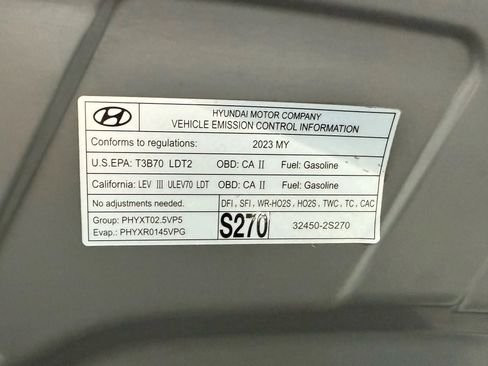 HYUNDAI MOTOR COMPANY
VEHICLE EMISSION CONTROL INFORMATION
Conforms to regulations: 2023 MY
U.S.EPA: T3B70 LDT2 OBD: CA II Fuel: Gasoline
California: LEV III ULEV70 LDT OBD: CA II Fuel: Gasoline
No adjustments needed. DFI, SFI, WR-HO2S, HO2S, TWC, TC, CAC
Group: PHYXT02.5VP5
Evap.: PHYXR0145VPG
S270
32450-2S270